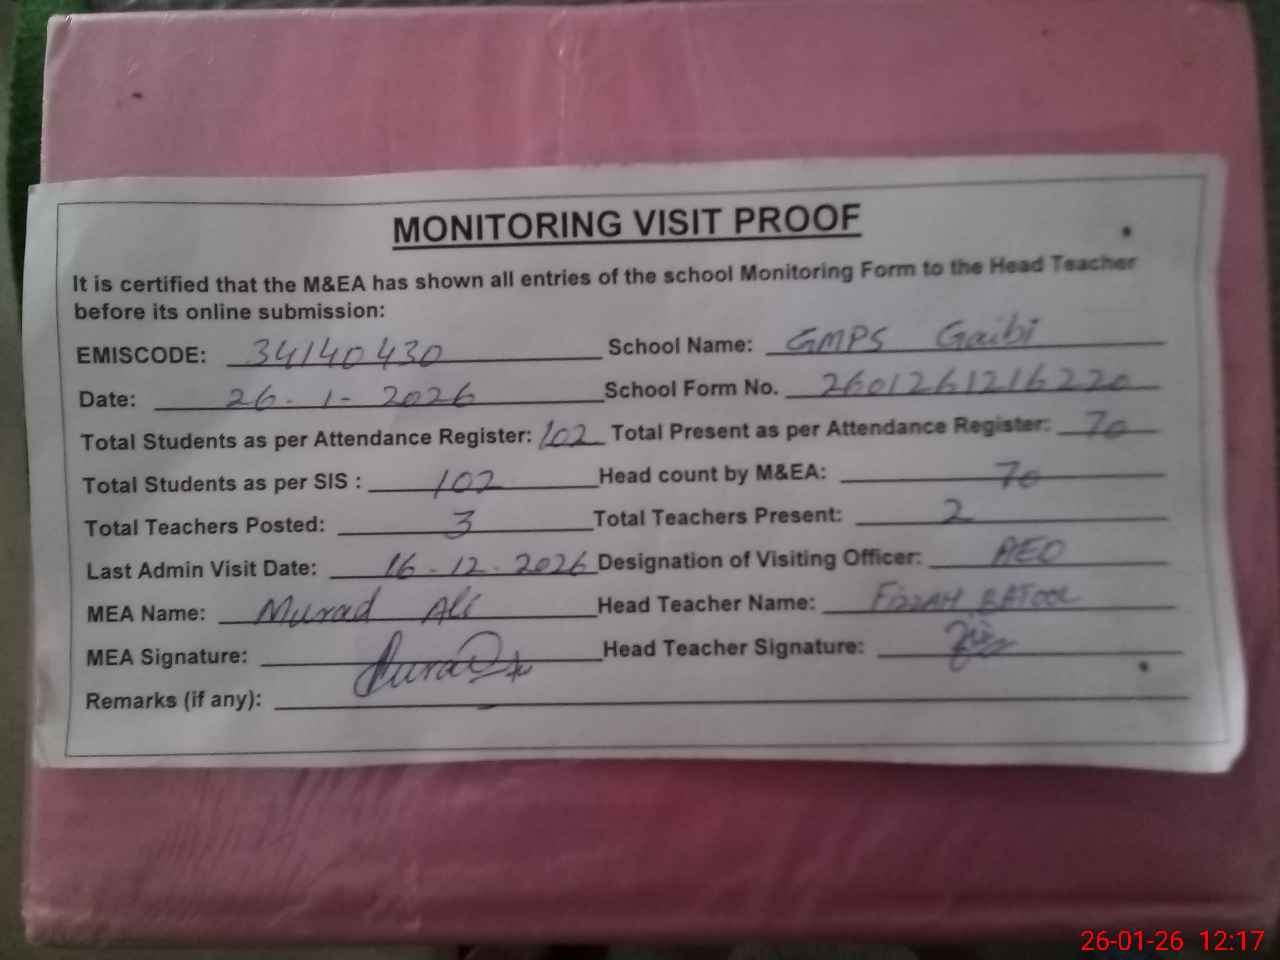 MONITORING VISIT PROOF
It is certified that the M&EA has shown all entries of the school Monitoring Form to the Head Teacher
before its online submission:
EMISCODE: 34140430 School Name: GMPS Gaibi
Date: 26-1-2026 School Form No. 2601261216220
Total Students as per Attendance Register: 102 Total Present as per Attendance Register: 70
Total Students as per SIS : 102 Head count by M&EA: 70
Total Teachers Posted: 3 Total Teachers Present: 2
Last Admin Visit Date: 16-12-2026 Designation of Visiting Officer: AEO
MEA Name: Murad Ali Head Teacher Name: FIZZAH BATOOL
MEA Signature: Head Teacher Signature:
Remarks (if any):
26-01-26 12:17